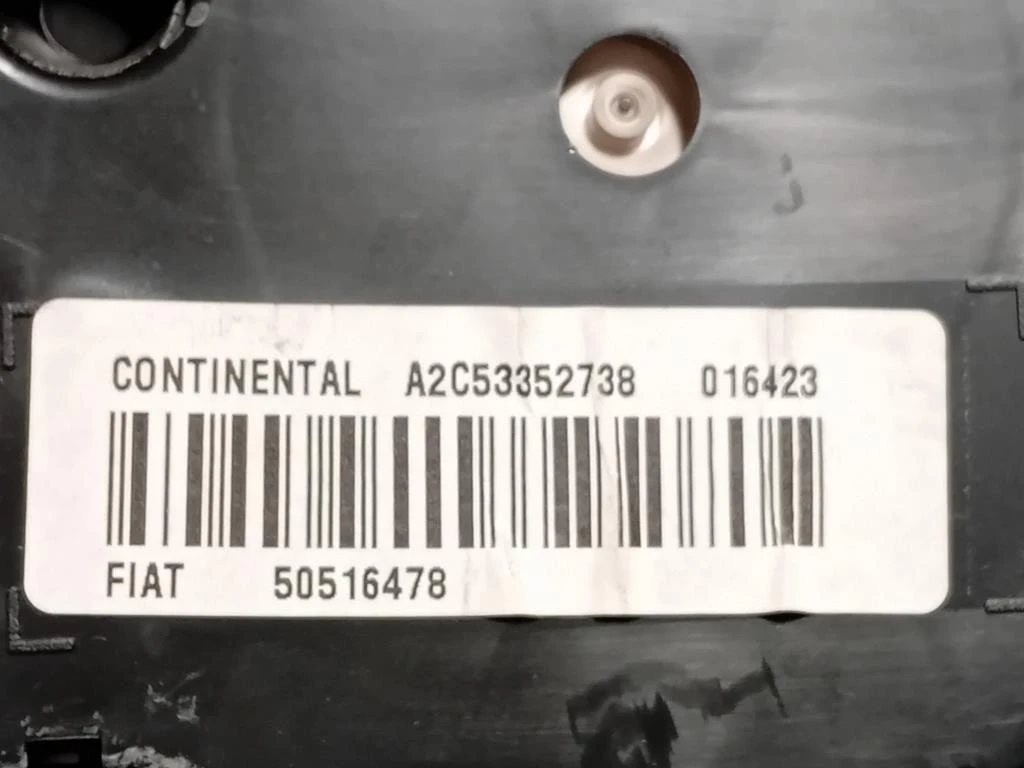 CONTINENTAL A2C53352738 016423
FIAT 50516478